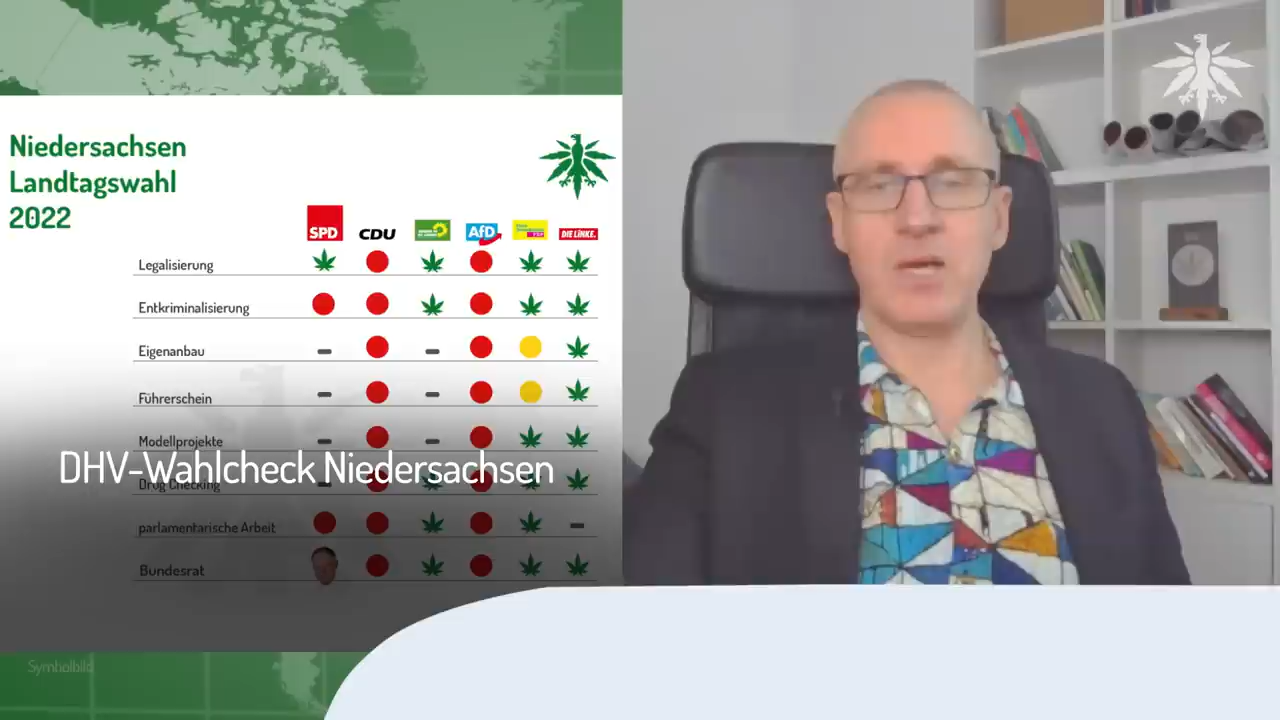 Niedersachsen
Landtagswahl
2022
SPD
CDU
AfD
DIE LINKE.
Legalisierung
Entkriminalisierung
Eigenanbau
Führerschein
Modellprojekte
DHV-Wahlcheck Niedersachsen
Drug Checking
parlamentarische Arbeit
Bundesrat
Symbolbild